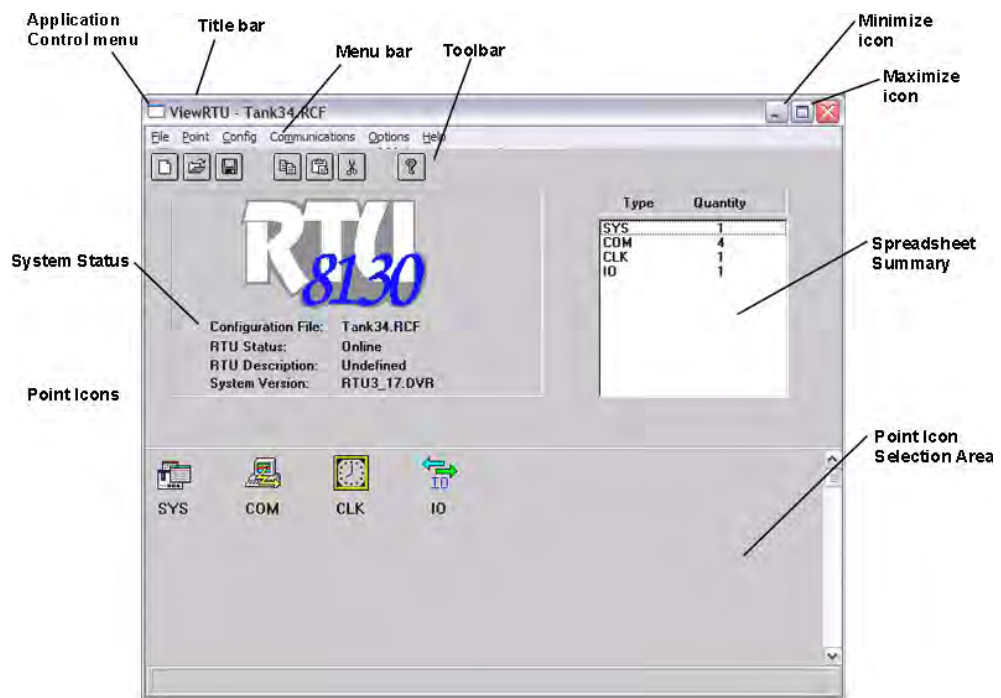 Application
Control menu
Title bar
Menu bar
Toolbar
Minimize
icon
Maximize
icon
ViewRTU - Tank34.RCF
File Point Config Communications Options Help
RTU
8130
Type Quantity
SYS 1
COM 4
CLK 1
IO 1
System Status
Spreadsheet
Summary
Configuration File: Tank34.RCF
RTU Status: Online
RTU Description: Undefined
System Version: RTU3_17.DVR
Point Icons
Point Icon
Selection Area
IO
SYS COM CLK IO